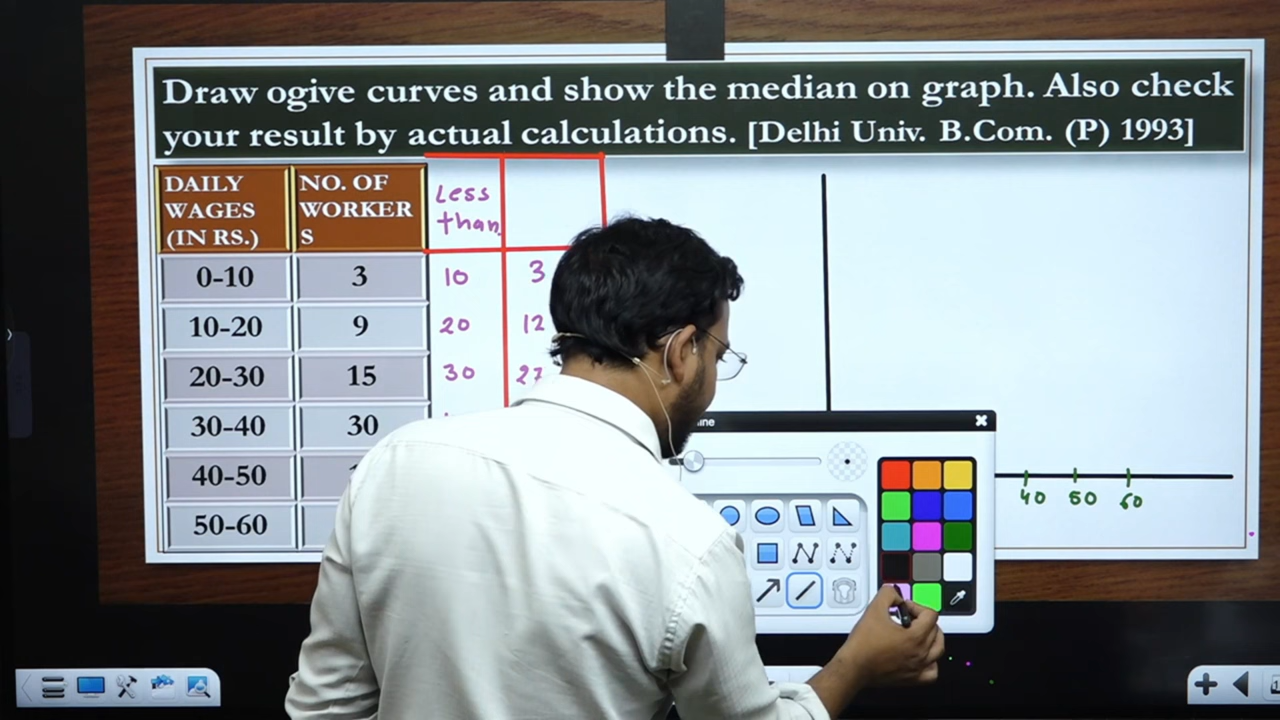 Draw ogive curves and show the median on graph. Also check
your result by actual calculations. [Delhi Univ. B.Com. (P) 1993]
DAILY WAGES (IN RS.) NO. OF WORKER S Less than
0-10 3 10 3
10-20 9 20 12
20-30 15 30 27
30-40 30
40-50
50-60
40 50 60